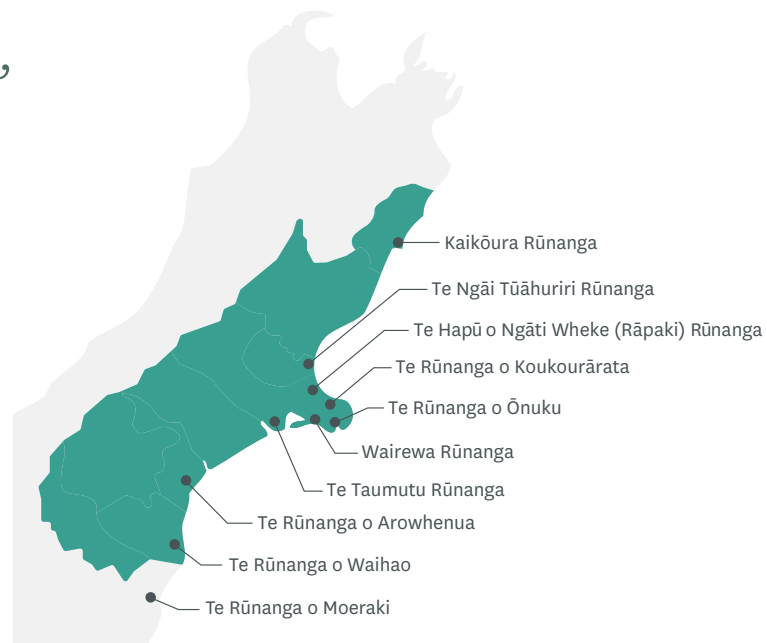 Kaikōura Rūnanga
Te Ngāi Tūāhuriri Rūnanga
Te Hapū o Ngāti Wheke (Rāpaki) Rūnanga
Te Rūnanga o Koukourārata
Te Rūnanga o Ōnuku
Wairewa Rūnanga
Te Taumutu Rūnanga
Te Rūnanga o Arowhenua
Te Rūnanga o Waihao
Te Rūnanga o Moeraki